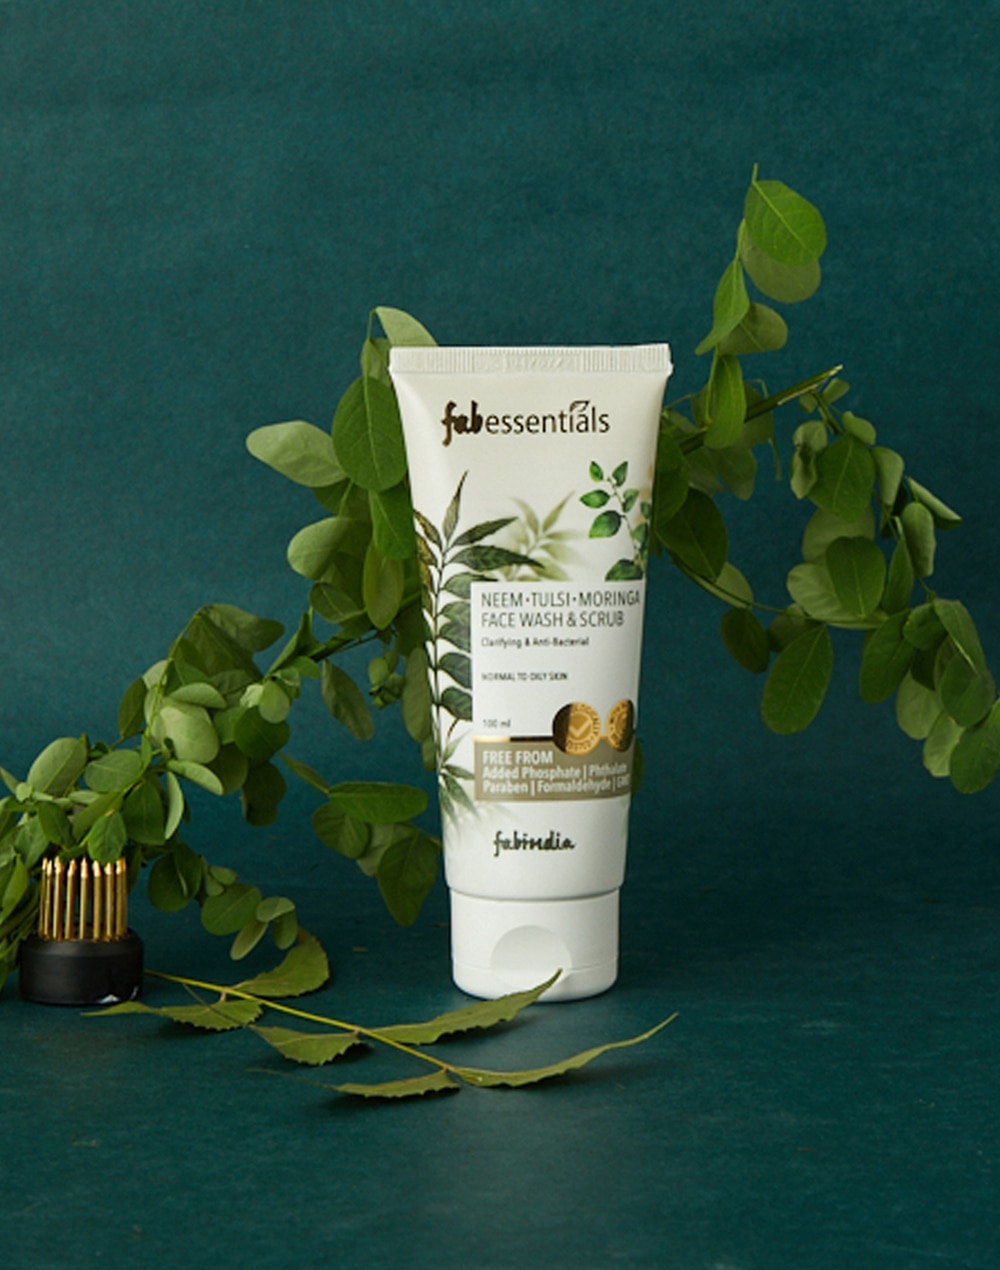 fabessentials
NEEM•TULSI•MORINGA
FACE WASH & SCRUB
Clarifying & Anti-Bacterial
NORMAL TO OILY SKIN
100 ml
FREE FROM
Added Phosphate | Phthalate
Paraben | Formaldehyde |
fabindia